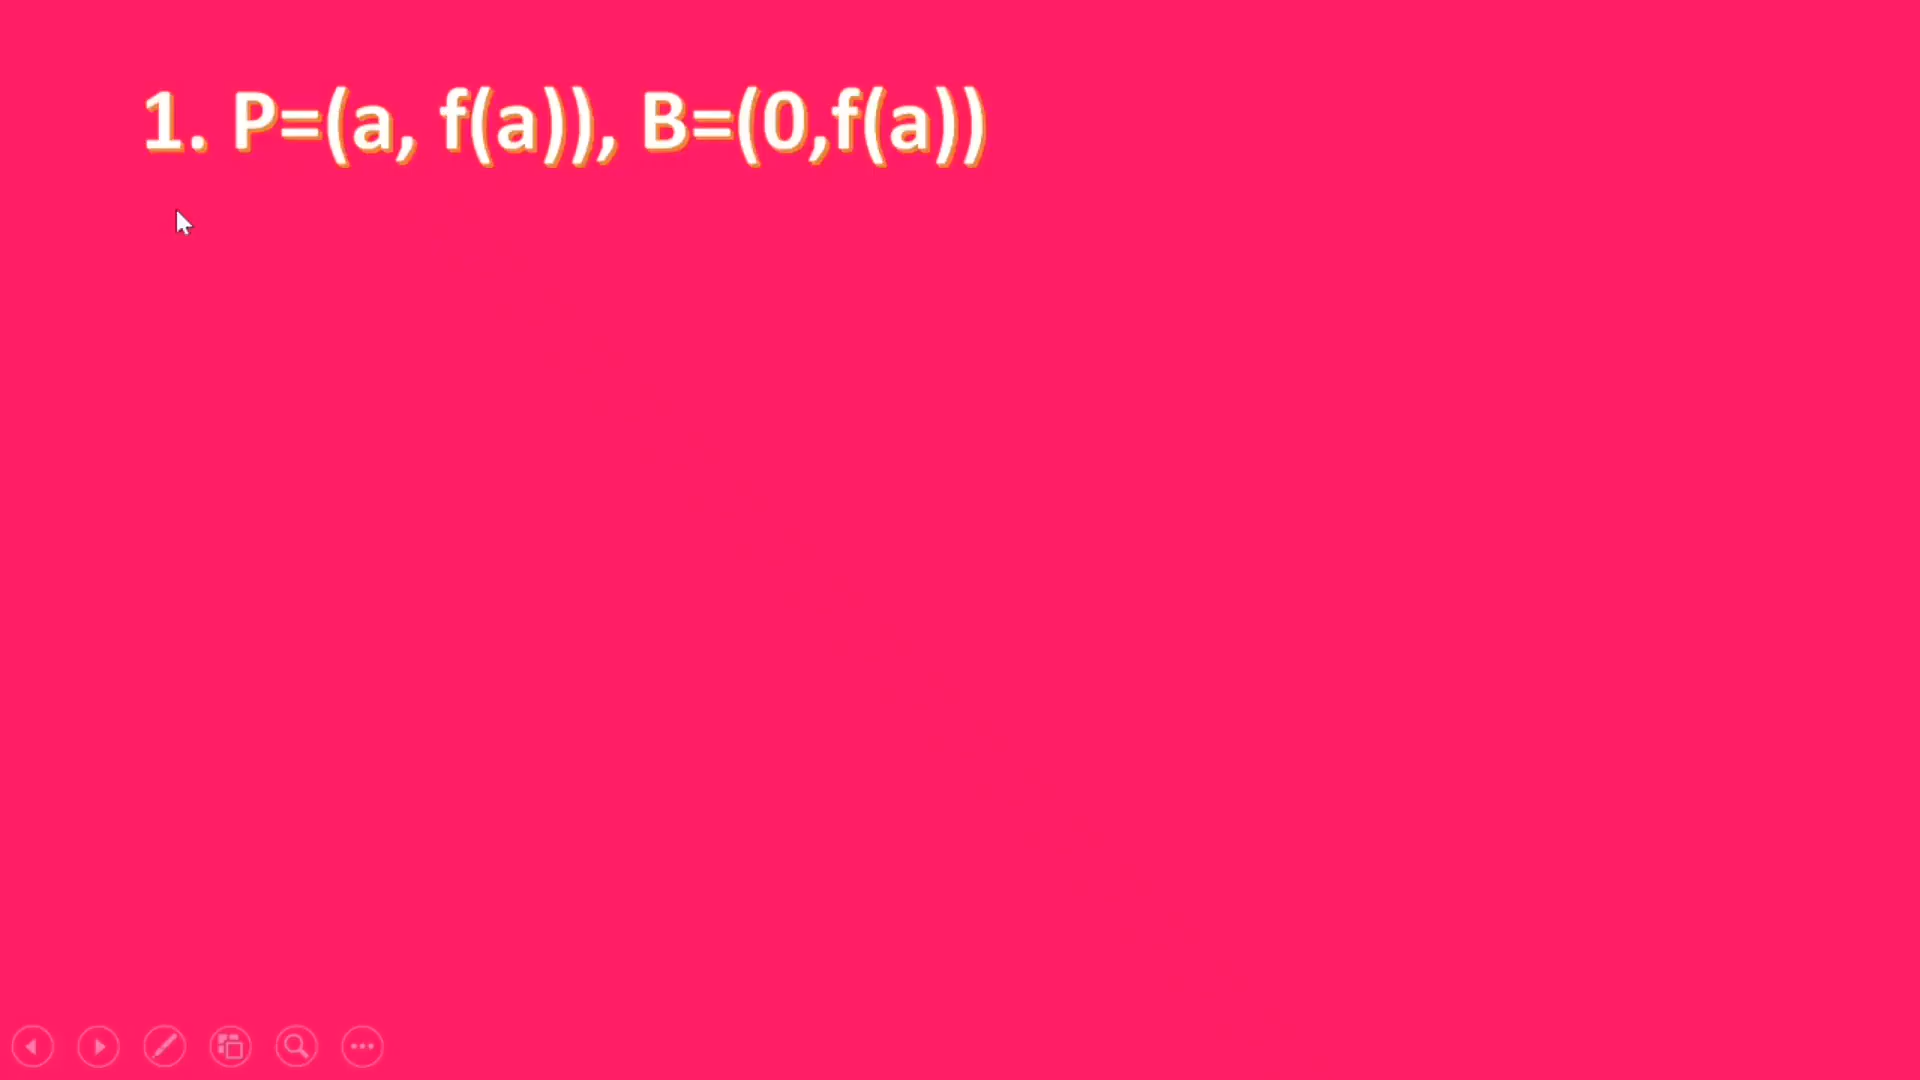 1. P=(a, f(a)), B=(0,f(a))